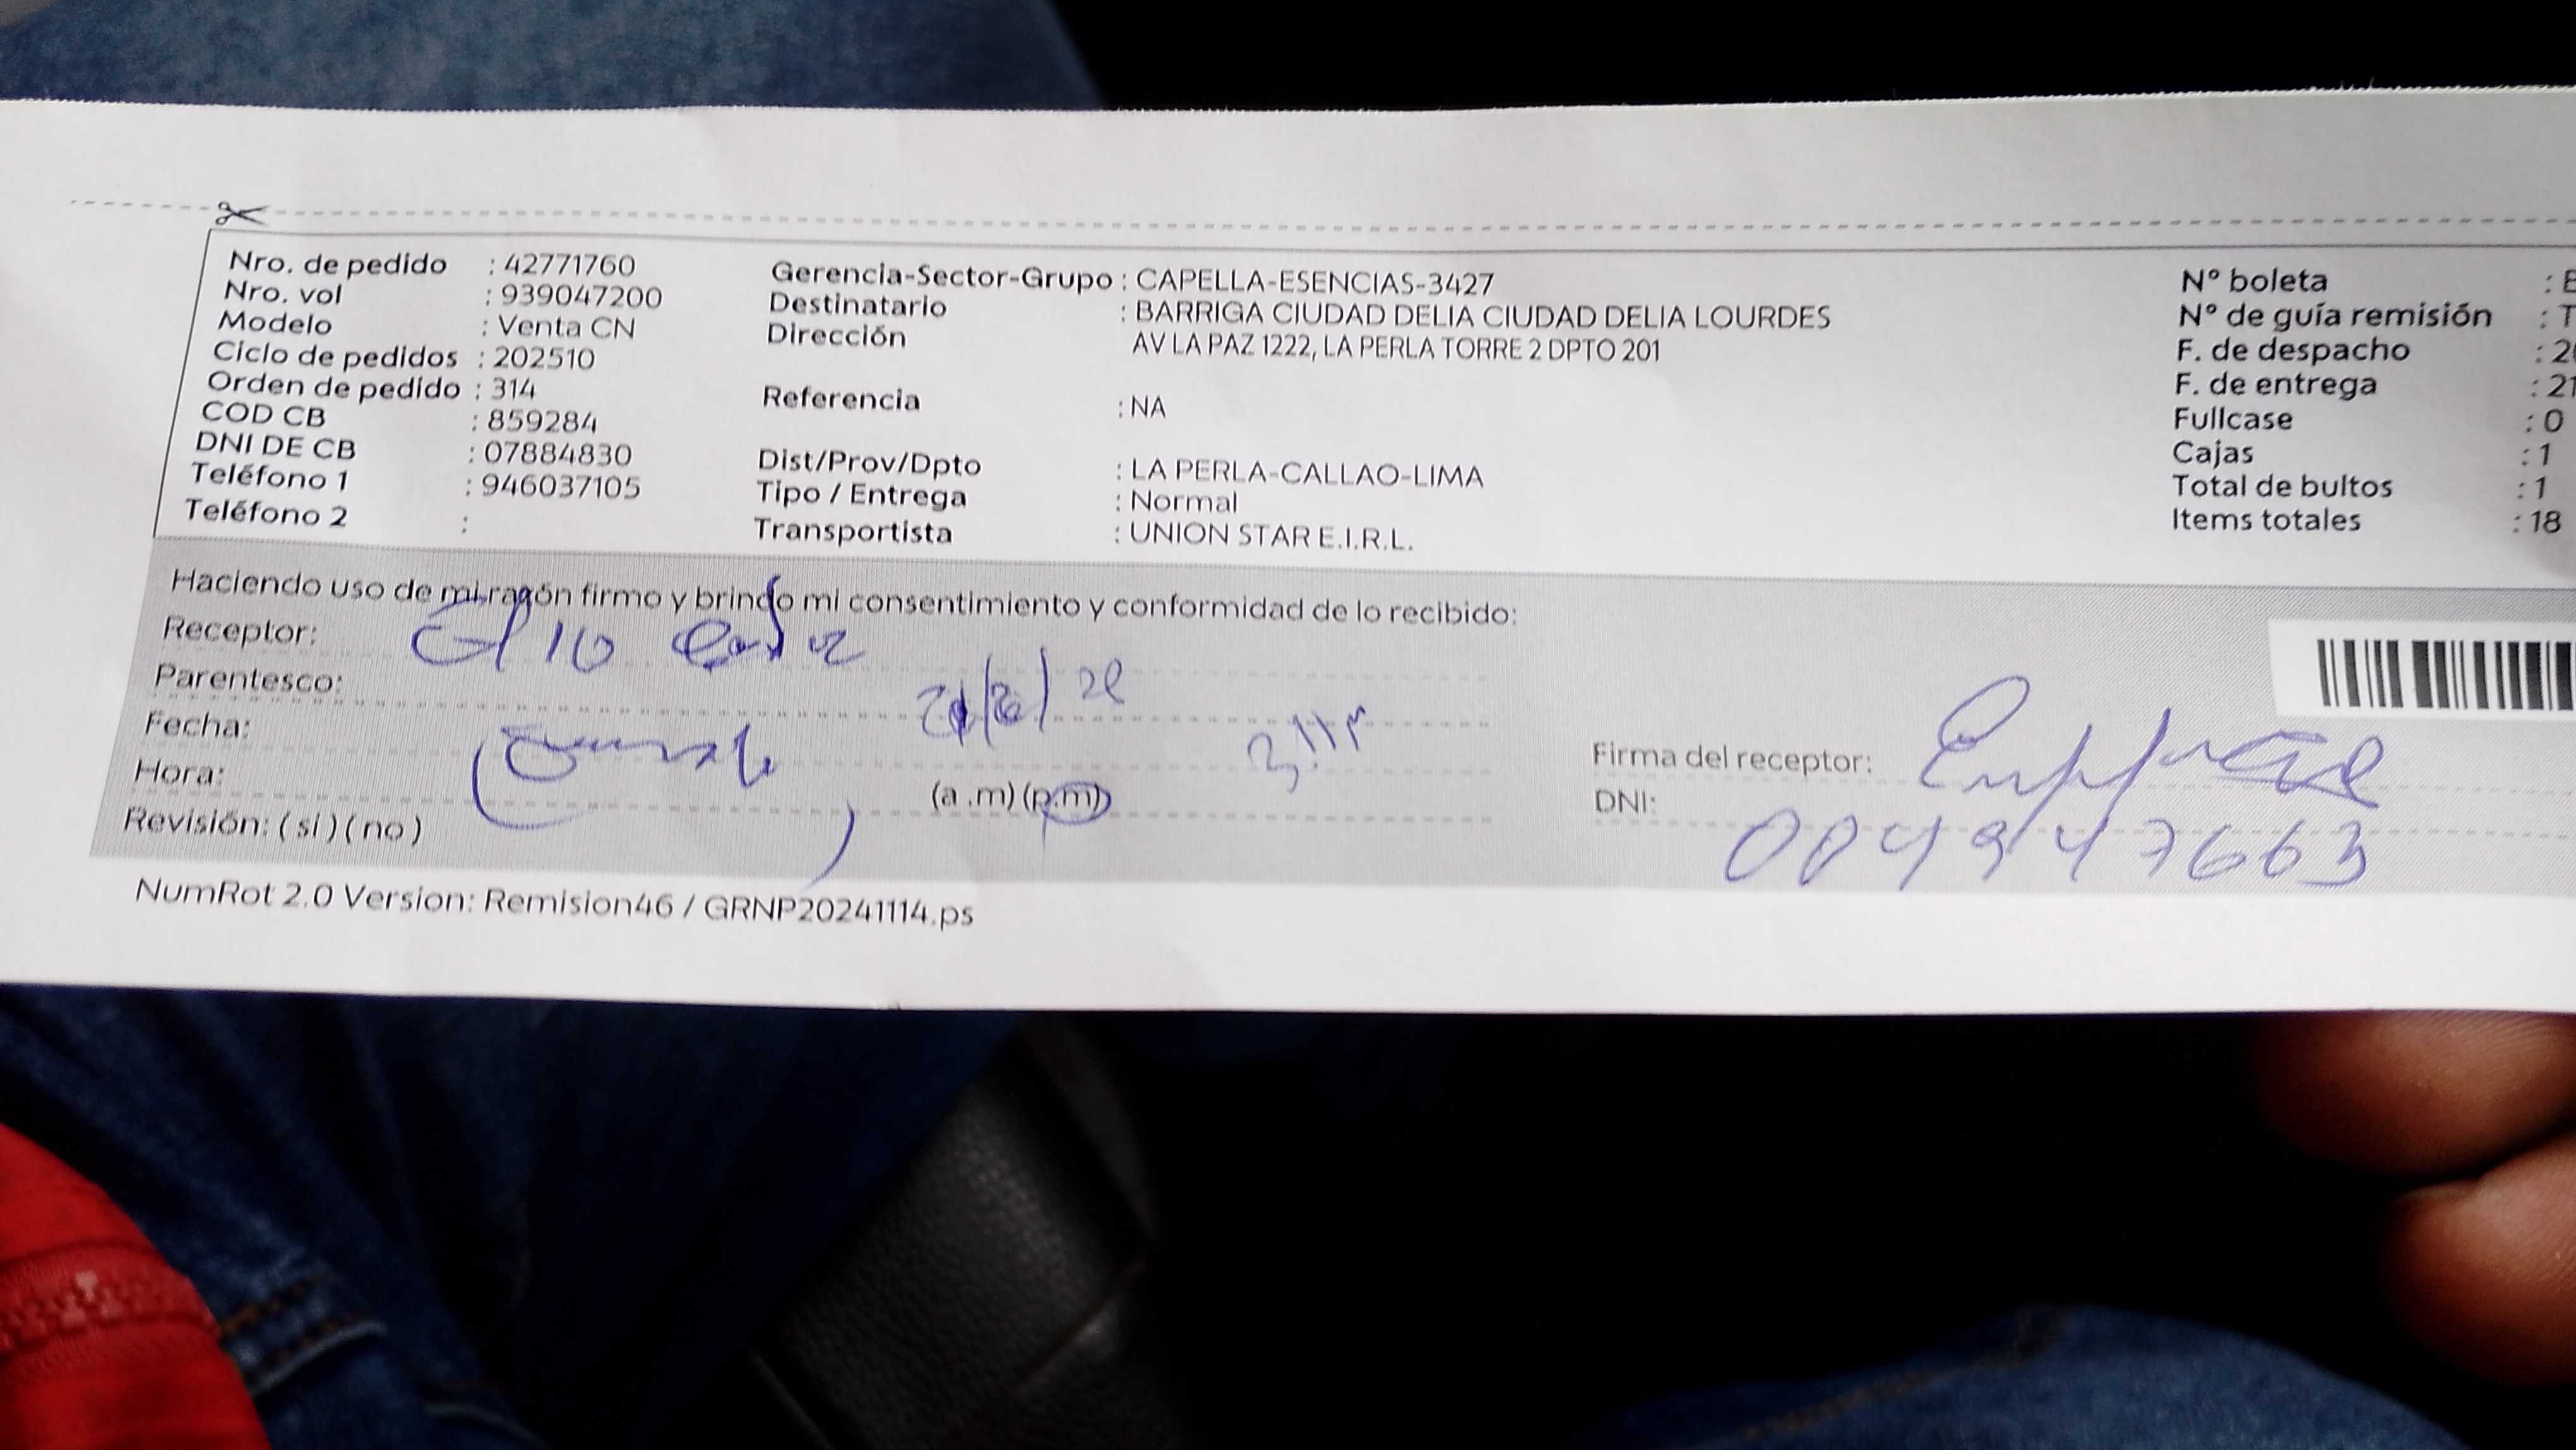 Nro. de pedido : 42771760
Nro. vol : 939047200
Modelo : Venta CN
Ciclo de pedidos : 202510
Orden de pedido : 314
COD CB : 859284
DNI DE CB : 07884830
Teléfono 1 : 946037105
Teléfono 2 :
Gerencia-Sector-Grupo : CAPELLA-ESENCIAS-3427
Destinatario : BARRIGA CIUDAD DELIA CIUDAD DELIA LOURDES
Dirección AV LA PAZ 1222, LA PERLA TORRE 2 DPTO 201
Referencia : NA
Dist/Prov/Dpto : LA PERLA-CALLAO-LIMA
Tipo / Entrega : Normal
Transportista : UNION STAR E.I.R.L.
N° boleta :
N° de guía remisión : T
F. de despacho : 2
F. de entrega : 21
Fullcase : 0
Cajas : 1
Total de bultos : 1
Items totales : 18
Haciendo uso de mi razón firmo y brindo mi consentimiento y conformidad de lo recibido:
Receptor:
Parentesco:
Fecha:
Hora: (a .m) (p.m)
Revisión: ( si ) ( no )
Firma del receptor:
DNI: 0049947663
NumRot 2.0 Version: Remision46 / GRNP20241114.ps